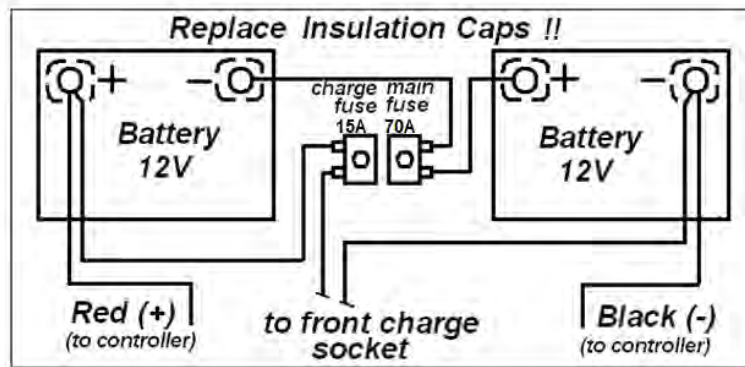 Replace Insulation Caps !!
+
−
+
−
charge main
fuse fuse
15A 70A
Battery
12V
Battery
12V
Red (+)
(to controller)
to front charge
socket
Black (-)
(to controller)